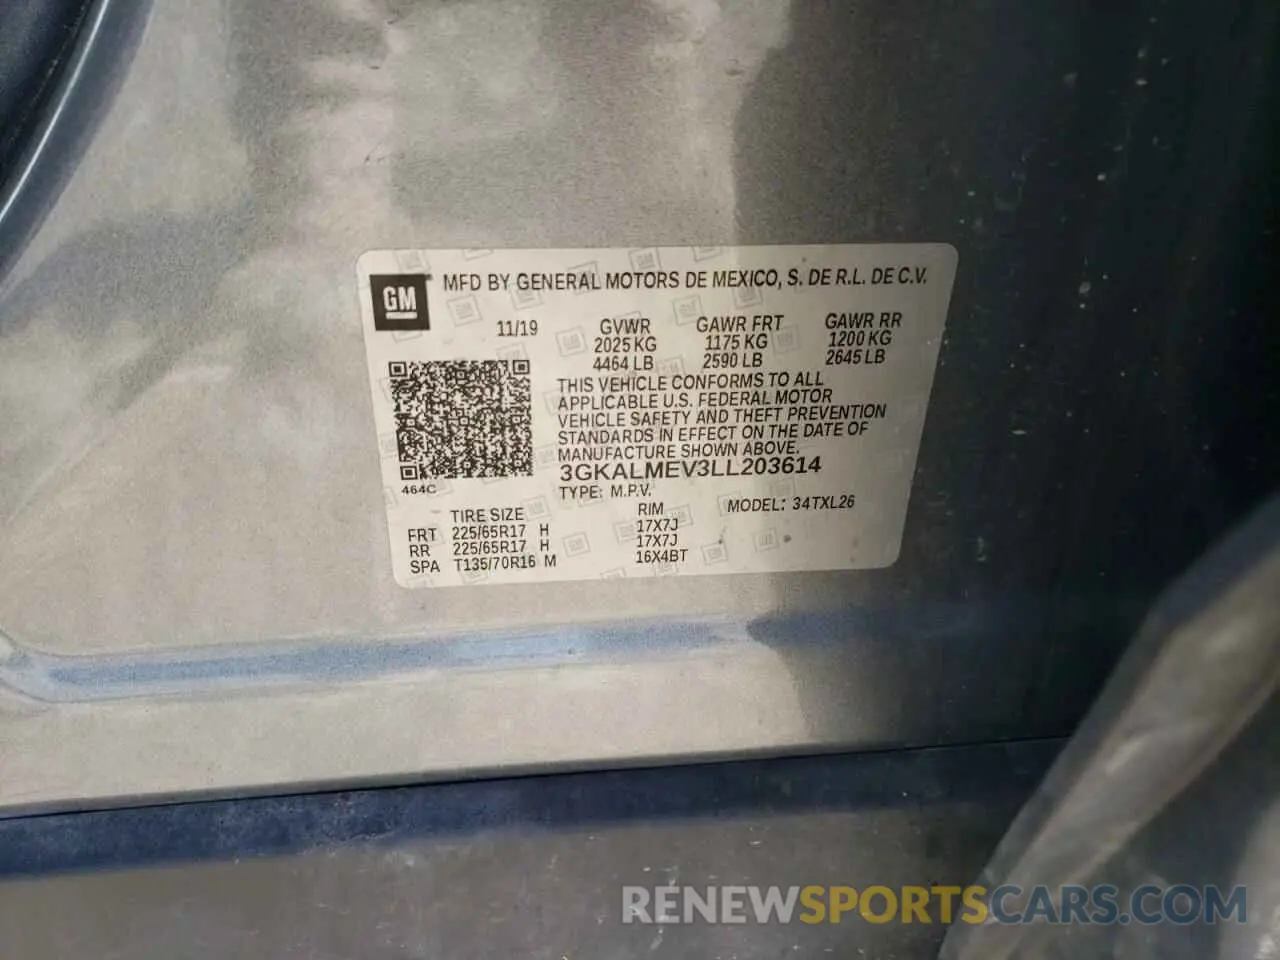 GM
MFD BY GENERAL MOTORS DE MEXICO, S. DE R.L. DE C.V.
11/19 GVWR GAWR FRT GAWR RR
2025 KG 1175 KG 1200 KG
4464 LB 2590 LB 2645 LB
THIS VEHICLE CONFORMS TO ALL
APPLICABLE U.S. FEDERAL MOTOR
VEHICLE SAFETY AND THEFT PREVENTION
STANDARDS IN EFFECT ON THE DATE OF
MANUFACTURE SHOWN ABOVE.
3GKALMEV3LL203614
464C
TYPE: M.P.V.
TIRE SIZE RIM MODEL: 34TXL26
FRT 225/65R17 H 17X7J
RR 225/65R17 H 17X7J
SPA T135/70R16 M 16X4BT
RENEWSPORTSCARS.COM